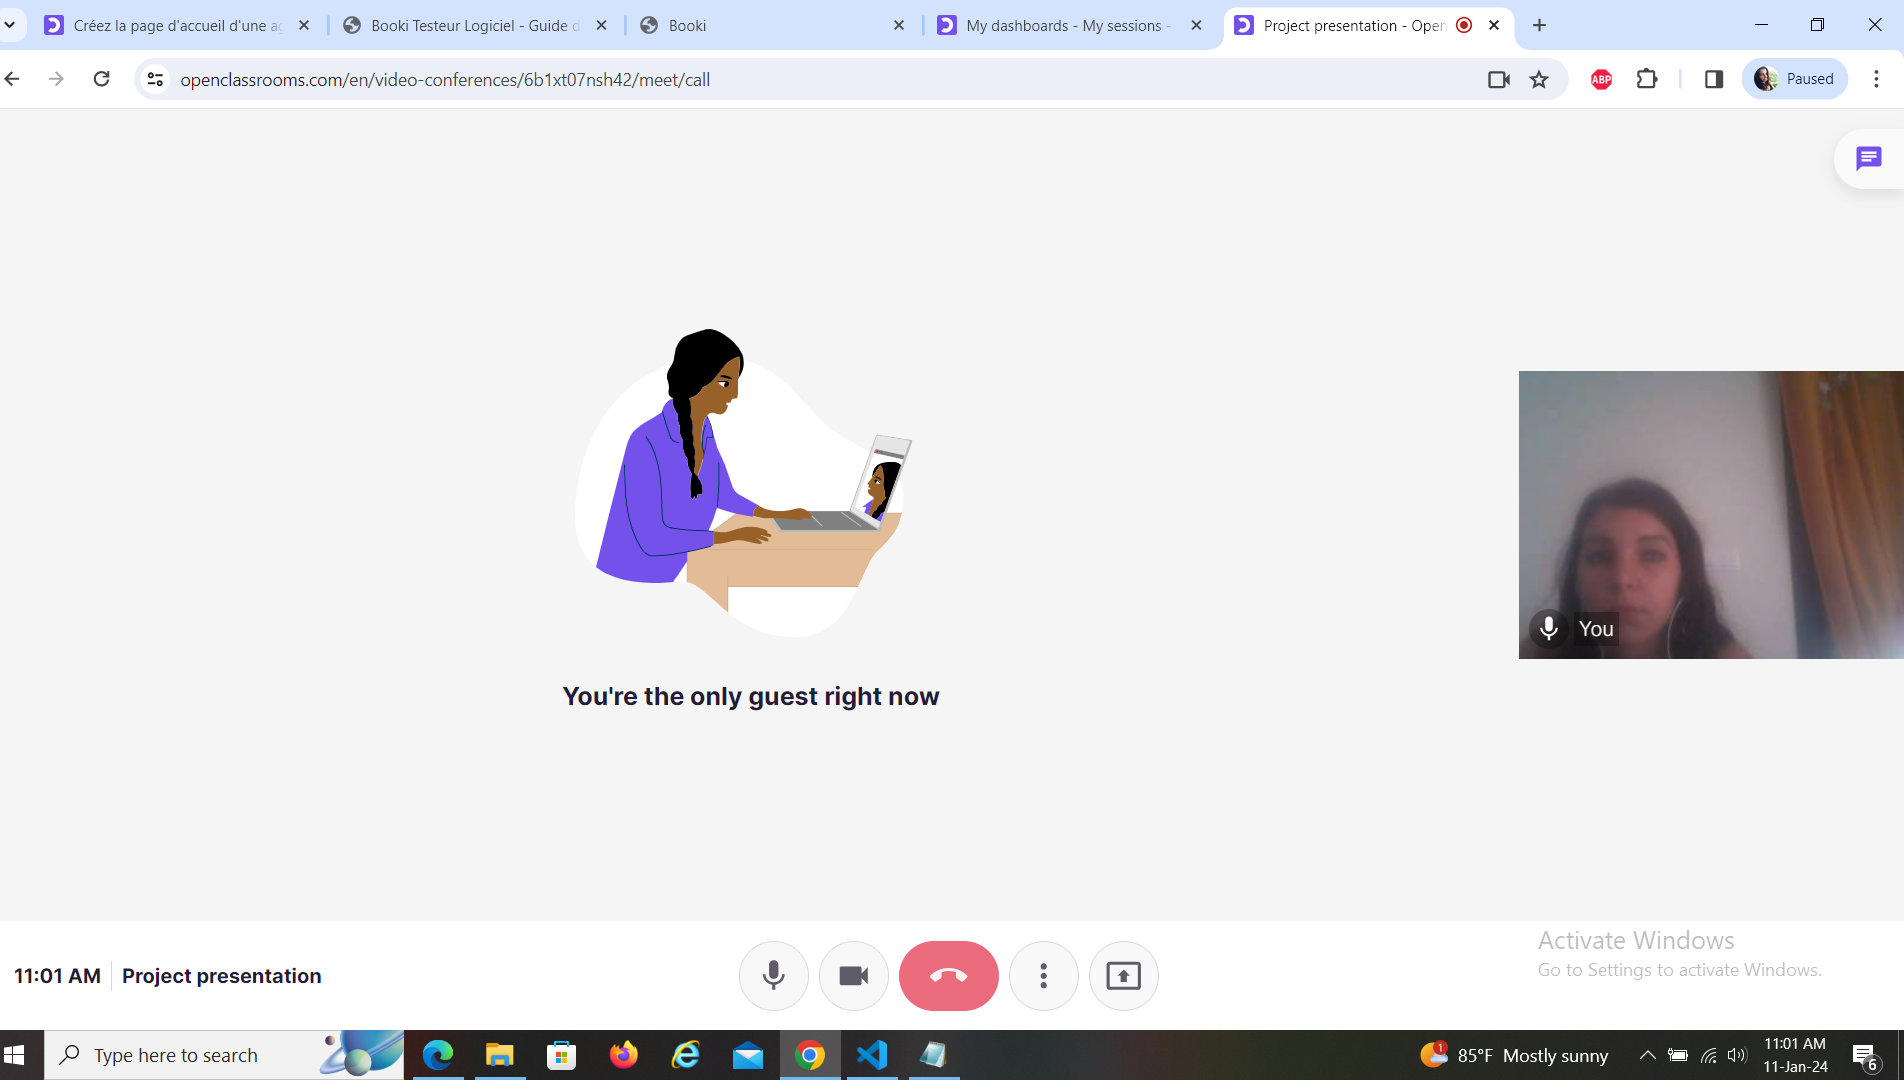 Créez la page d'accueil d'une ag
Booki Testeur Logiciel - Guide d
Booki
My dashboards - My sessions -
Project presentation - Open
openclassrooms.com/en/video-conferences/6b1xt07nsh42/meet/call
ABP
Paused
You
You're the only guest right now
11:01 AM
Project presentation
Activate Windows
Go to Settings to activate Windows.
Type here to search
1
85°F Mostly sunny
11:01 AM
11-Jan-24
6